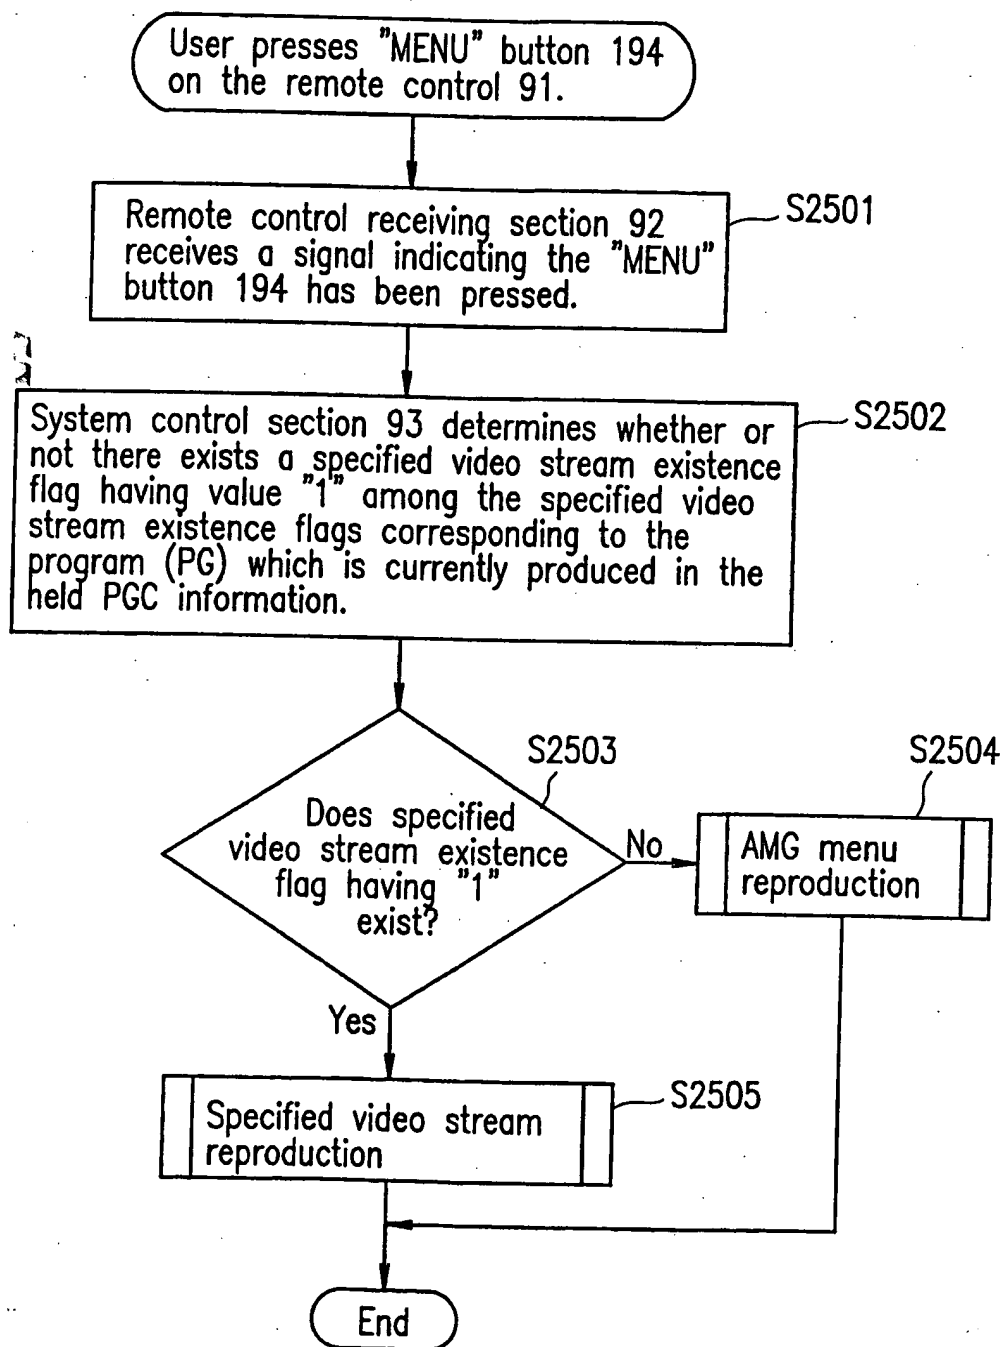 User presses "MENU" button 194
on the remote control 91.
Remote control receiving section 92
receives a signal indicating the "MENU"
button 194 has been pressed.
S2501
System control section 93 determines whether or
not there exists a specified video stream existence
flag having value "1" among the specified video
stream existence flags corresponding to the
program (PG) which is currently produced in the
held PGC information.
S2502
S2503
Does specified
video stream existence
flag having "1"
exist?
No
S2504
AMG menu
reproduction
Yes
Specified video stream
reproduction
S2505
End